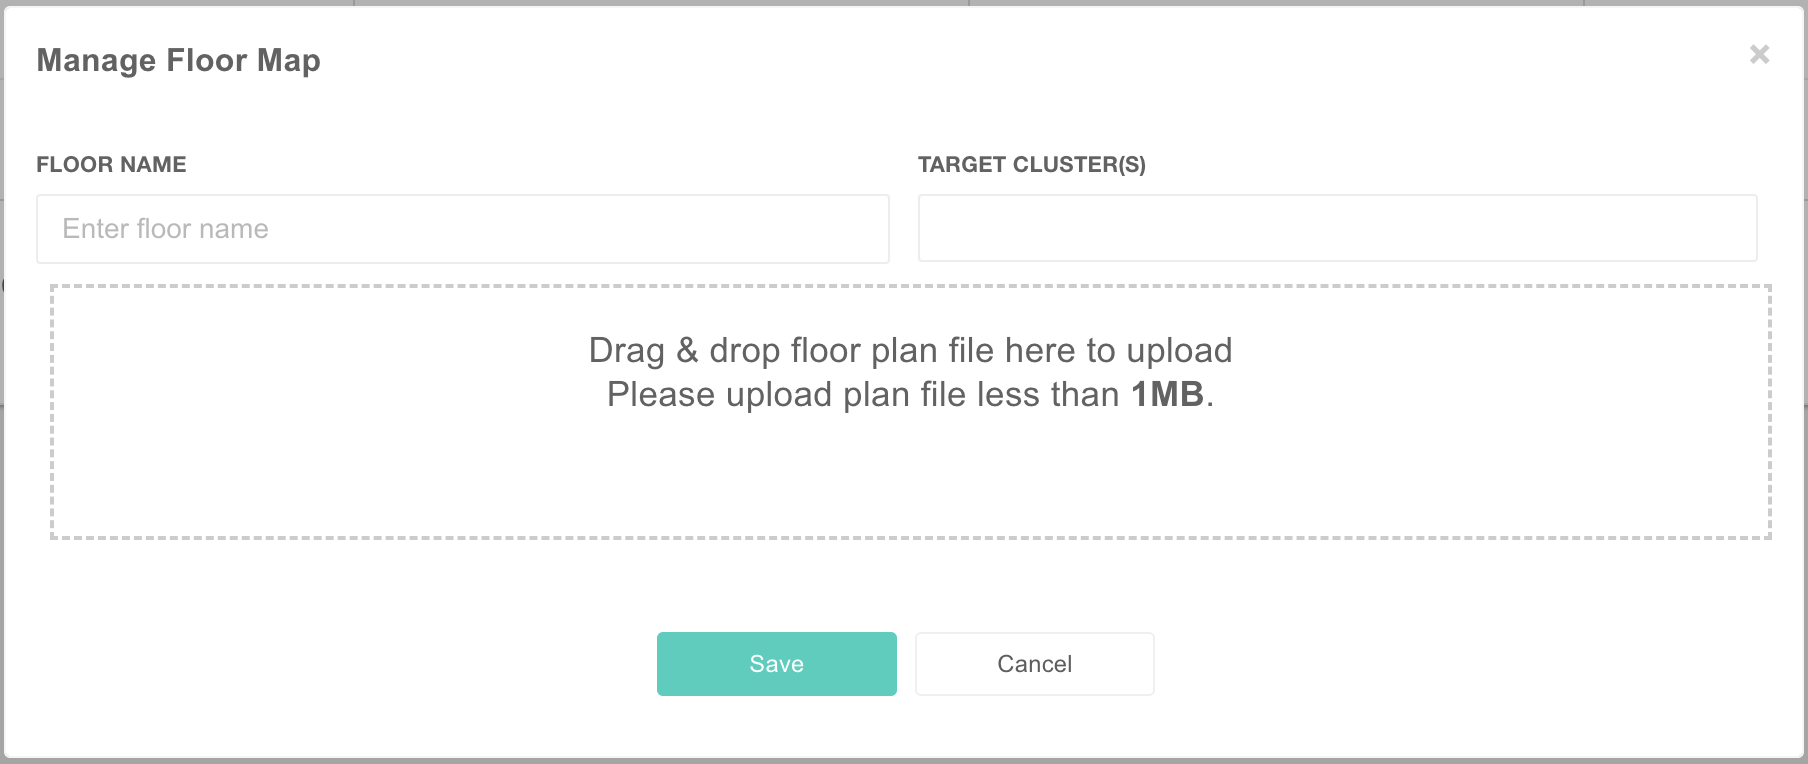 Manage Floor Map
×
FLOOR NAME
TARGET CLUSTER(S)
Enter floor name
Drag & drop floor plan file here to upload
Please upload plan file less than 1MB.
Save
Cancel